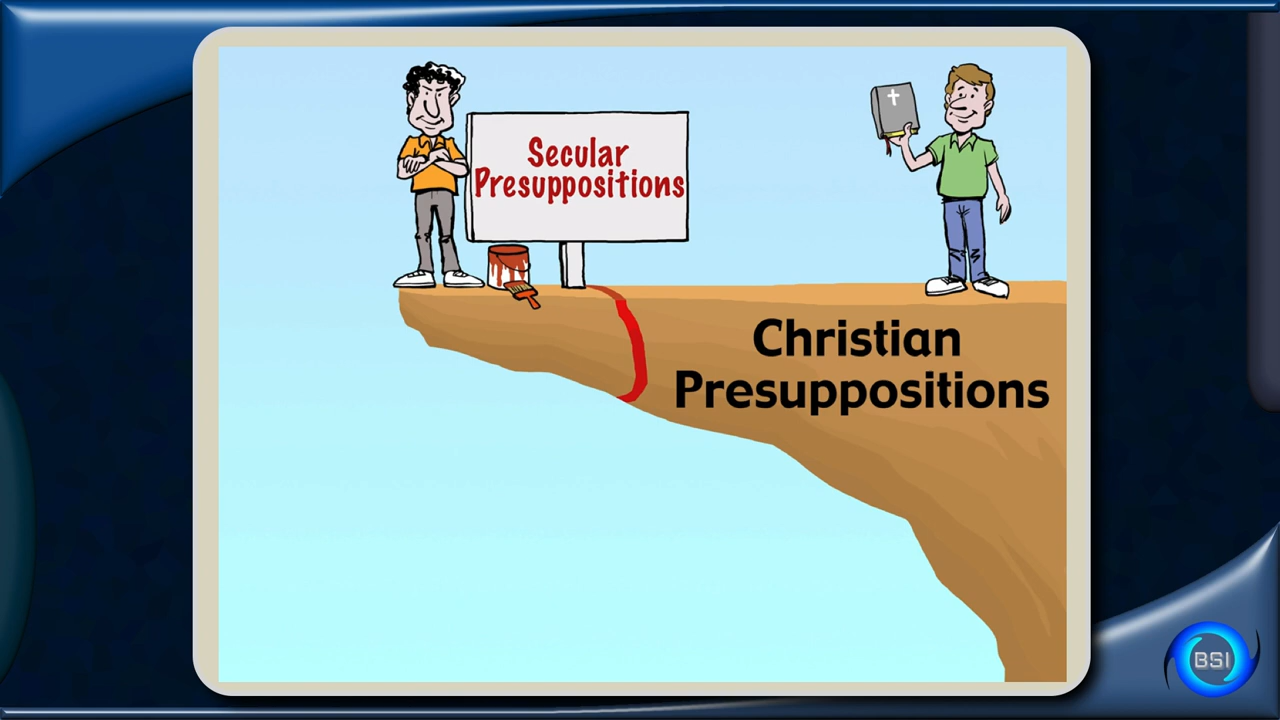 Secular
Presuppositions
Christian
Presuppositions
BSI